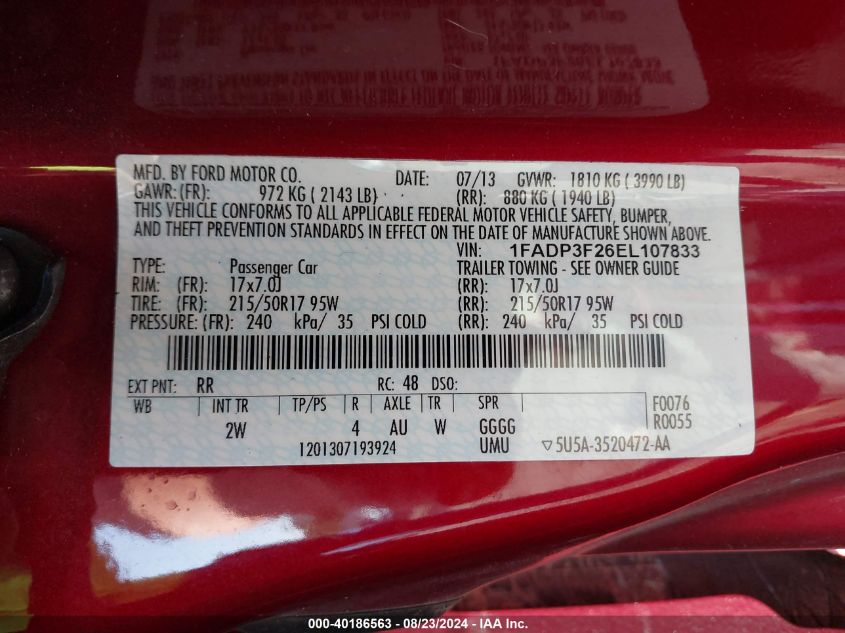 MFD. BY FORD MOTOR CO. DATE: 07/13 GVWR: 1810 KG ( 3990 LB)
GAWR: (FR): 972 KG ( 2143 LB) (RR): 880 KG ( 1940 LB)
THIS VEHICLE CONFORMS TO ALL APPLICABLE FEDERAL MOTOR VEHICLE SAFETY, BUMPER,
AND THEFT PREVENTION STANDARDS IN EFFECT ON THE DATE OF MANUFACTURE SHOWN ABOVE.
VIN: 1FADP3F26EL107833
TYPE: Passenger Car TRAILER TOWING - SEE OWNER GUIDE
RIM: (FR): 17x7.0J (RR): 17x7.0J
TIRE: (FR): 215/50R17 95W (RR): 215/50R17 95W
PRESSURE: (FR): 240 kPa/ 35 PSI COLD (RR): 240 kPa/ 35 PSI COLD
EXT PNT: RR RC: 48 DSO:
WB INT TR TP/PS R AXLE TR SPR F0076
2W 4 AU W GGGG R0055
1201307193924 UMU ▽5U5A-3520472-AA
000-40186563 - 08/23/2024 - IAA Inc.